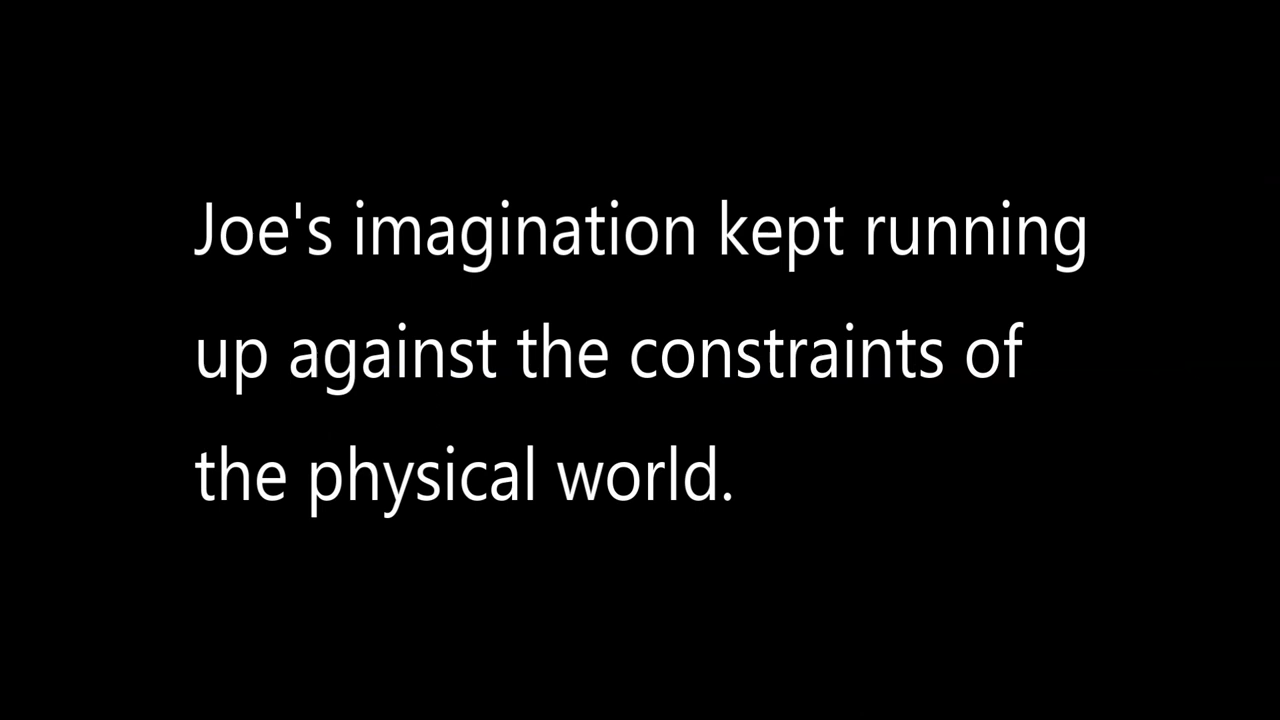 Joe's imagination kept running
up against the constraints of
the physical world.